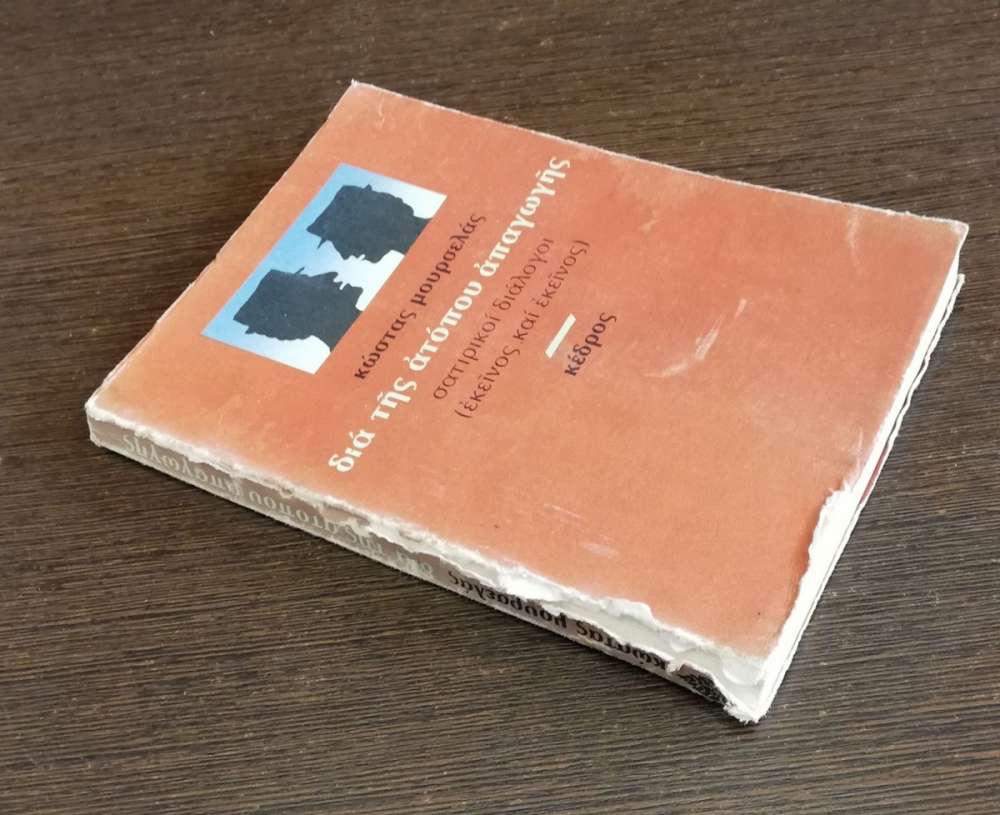 κώστας μουρσελάς
διά τῆς ἀτόπου ἀπαγωγῆς
σατιρικοί διάλογοι
(ἐκεῖνος καί ἐκεῖνος)
κέδρος
κώστας μουρσελάς διά τῆς ἀτόπου ἀπαγωγῆς